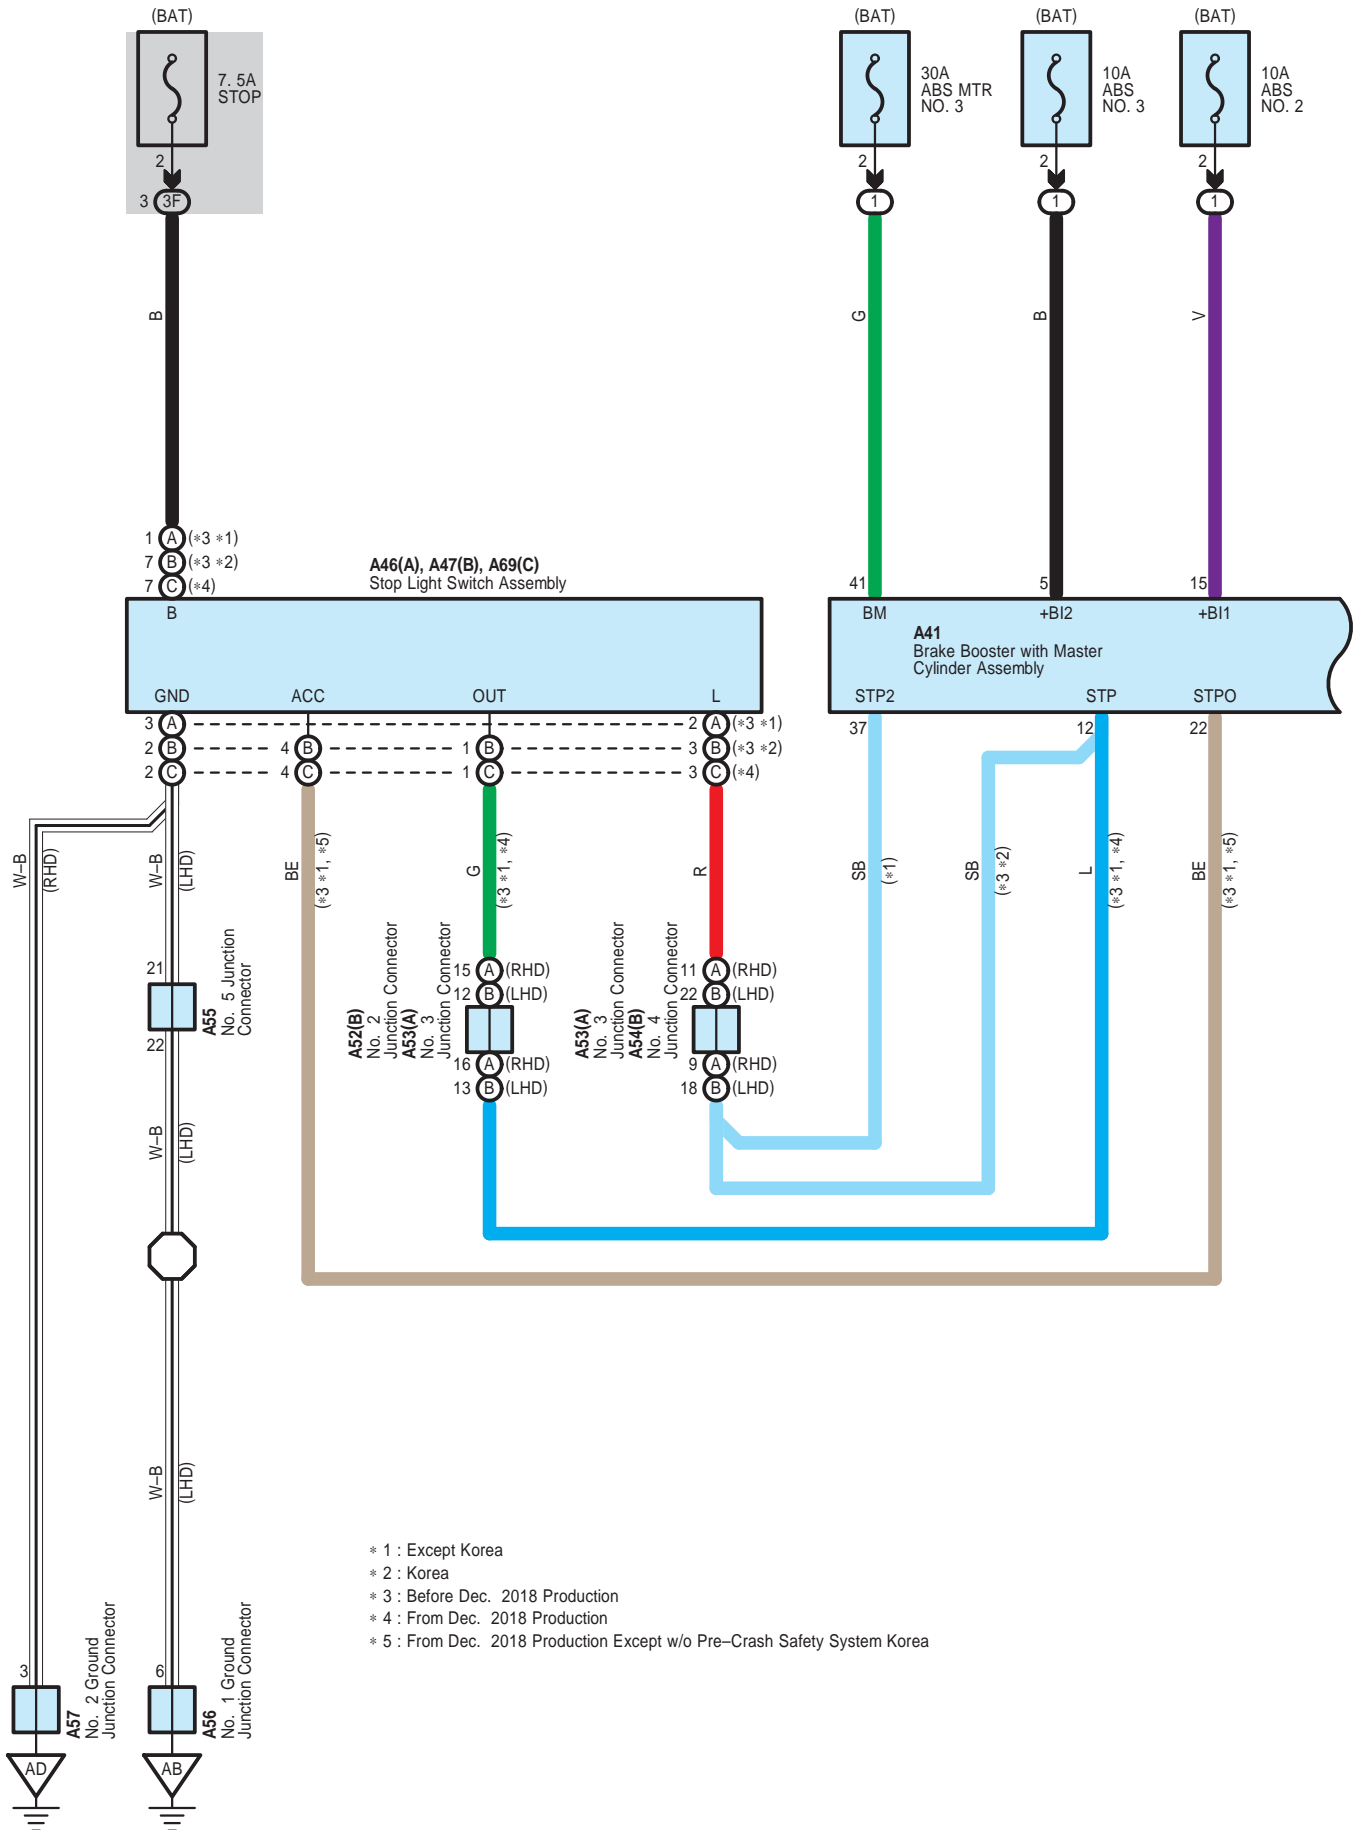 (BAT)
(BAT)
(BAT)
(BAT)
7. 5A
STOP
30A
ABS MTR
NO. 3
10A
ABS
NO. 3
10A
ABS
NO. 2
2
2
2
2
3
3F
1
1
1
B
G
B
V
1 A (*3 *1)
7 B (*3 *2)
7 C (*4)
A46(A), A47(B), A69(C)
Stop Light Switch Assembly
41
5
15
B
BM
+BI2
+BI1
A41
Brake Booster with Master
Cylinder Assembly
GND
ACC
OUT
L
STP2
STP
STPO
3 A
2 A (*3 *1)
2 B
4 B
1 B
3 B (*3 *2)
2 C
4 C
1 C
3 C (*4)
37
12
22
W–B
(RHD)
W–B
(LHD)
BE
(*3 *1, *5)
G
(*3 *1, *4)
R
SB
(*1)
SB
(*3 *2)
L
(*3 *1, *4)
BE
(*3 *1, *5)
21
22
A55
No. 5 Junction
Connector
A52(B)
No. 2
Junction Connector
A53(A)
No. 3
Junction Connector
15 A (RHD)
12 B (LHD)
16 A (RHD)
13 B (LHD)
A53(A)
No. 3
Junction Connector
A54(B)
No. 4
Junction Connector
11 A (RHD)
22 B (LHD)
9 A (RHD)
18 B (LHD)
W–B
(LHD)
W–B
(LHD)
* 1 : Except Korea
* 2 : Korea
* 3 : Before Dec. 2018 Production
* 4 : From Dec. 2018 Production
* 5 : From Dec. 2018 Production Except w/o Pre–Crash Safety System Korea
3
A57
No. 2 Ground
Junction Connector
6
A56
No. 1 Ground
Junction Connector
AD
AB